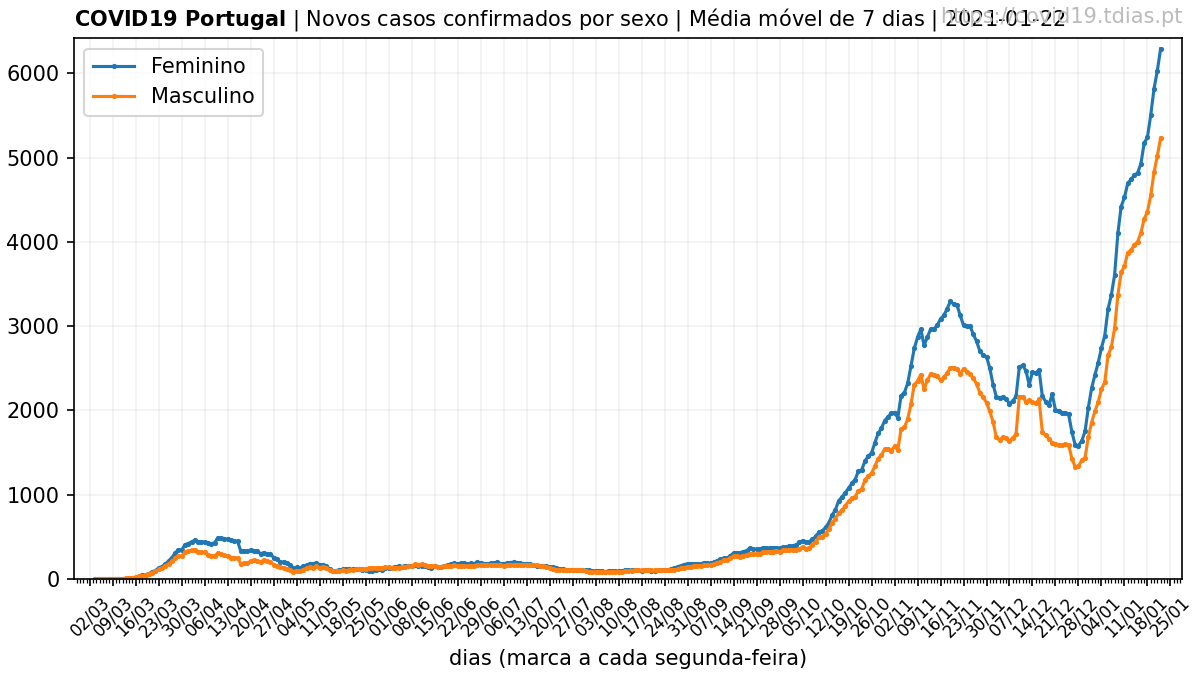 COVID19 Portugal | Novos casos confirmados por sexo | Média móvel de 7 dias | 2021-01-22
https://covid19.tdias.pt
Feminino
Masculino
6000
5000
4000
3000
2000
1000
0
02/03 09/03 16/03 23/03 30/03 06/04 13/04 20/04 27/04 04/05 11/05 18/05 25/05 01/06 08/06 15/06 22/06 29/06 06/07 13/07 20/07 27/07 03/08 10/08 17/08 24/08 31/08 07/09 14/09 21/09 28/09 05/10 12/10 19/10 26/10 02/11 09/11 16/11 23/11 30/11 07/12 14/12 21/12 28/12 04/01 11/01 18/01 25/01
dias (marca a cada segunda-feira)